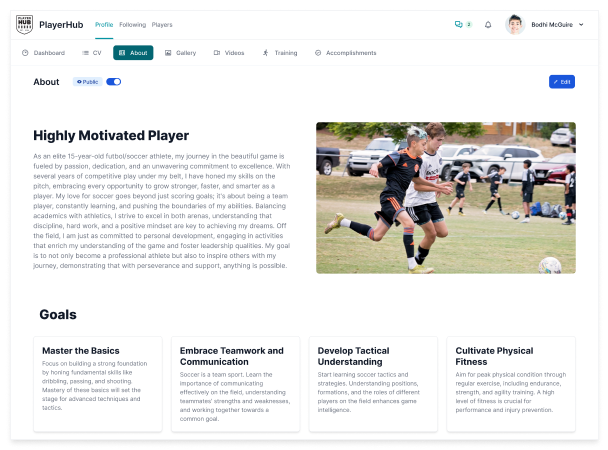 PLAYER HUB
PlayerHub Profile Following Players 2 Bodhi McGuire
Dashboard CV About Gallery Videos Training Accomplishments
About Public Edit
Highly Motivated Player
As an elite 15-year-old futbol/soccer athlete, my journey in the beautiful game is
fueled by passion, dedication, and an unwavering commitment to excellence. With
several years of competitive play under my belt, I have honed my skills on the
pitch, embracing every opportunity to grow stronger, faster, and smarter as a
player. My love for soccer goes beyond just scoring goals; it's about being a team
player, constantly learning, and pushing the boundaries of my abilities. Balancing
academics with athletics, I strive to excel in both arenas, understanding that
discipline, hard work, and a positive mindset are key to achieving my dreams. Off
the field, I am just as committed to personal development, engaging in activities
that enrich my understanding of the game and foster leadership qualities. My goal
is to not only become a professional athlete but also to inspire others with my
journey, demonstrating that with perseverance and support, anything is possible.
Goals
Master the Basics
Focus on building a strong foundation
by honing fundamental skills like
dribbling, passing, and shooting.
Mastery of these basics will set the
stage for advanced techniques and
tactics.
Embrace Teamwork and
Communication
Soccer is a team sport. Learn the
importance of communicating
effectively on the field, understanding
teammates' strengths and weaknesses,
and working together towards a
common goal.
Develop Tactical
Understanding
Start learning soccer tactics and
strategies. Understanding positions,
formations, and the roles of different
players on the field enhances game
intelligence.
Cultivate Physical
Fitness
Aim for peak physical condition through
regular exercise, including endurance,
strength, and agility training. A high
level of fitness is crucial for
performance and injury prevention.